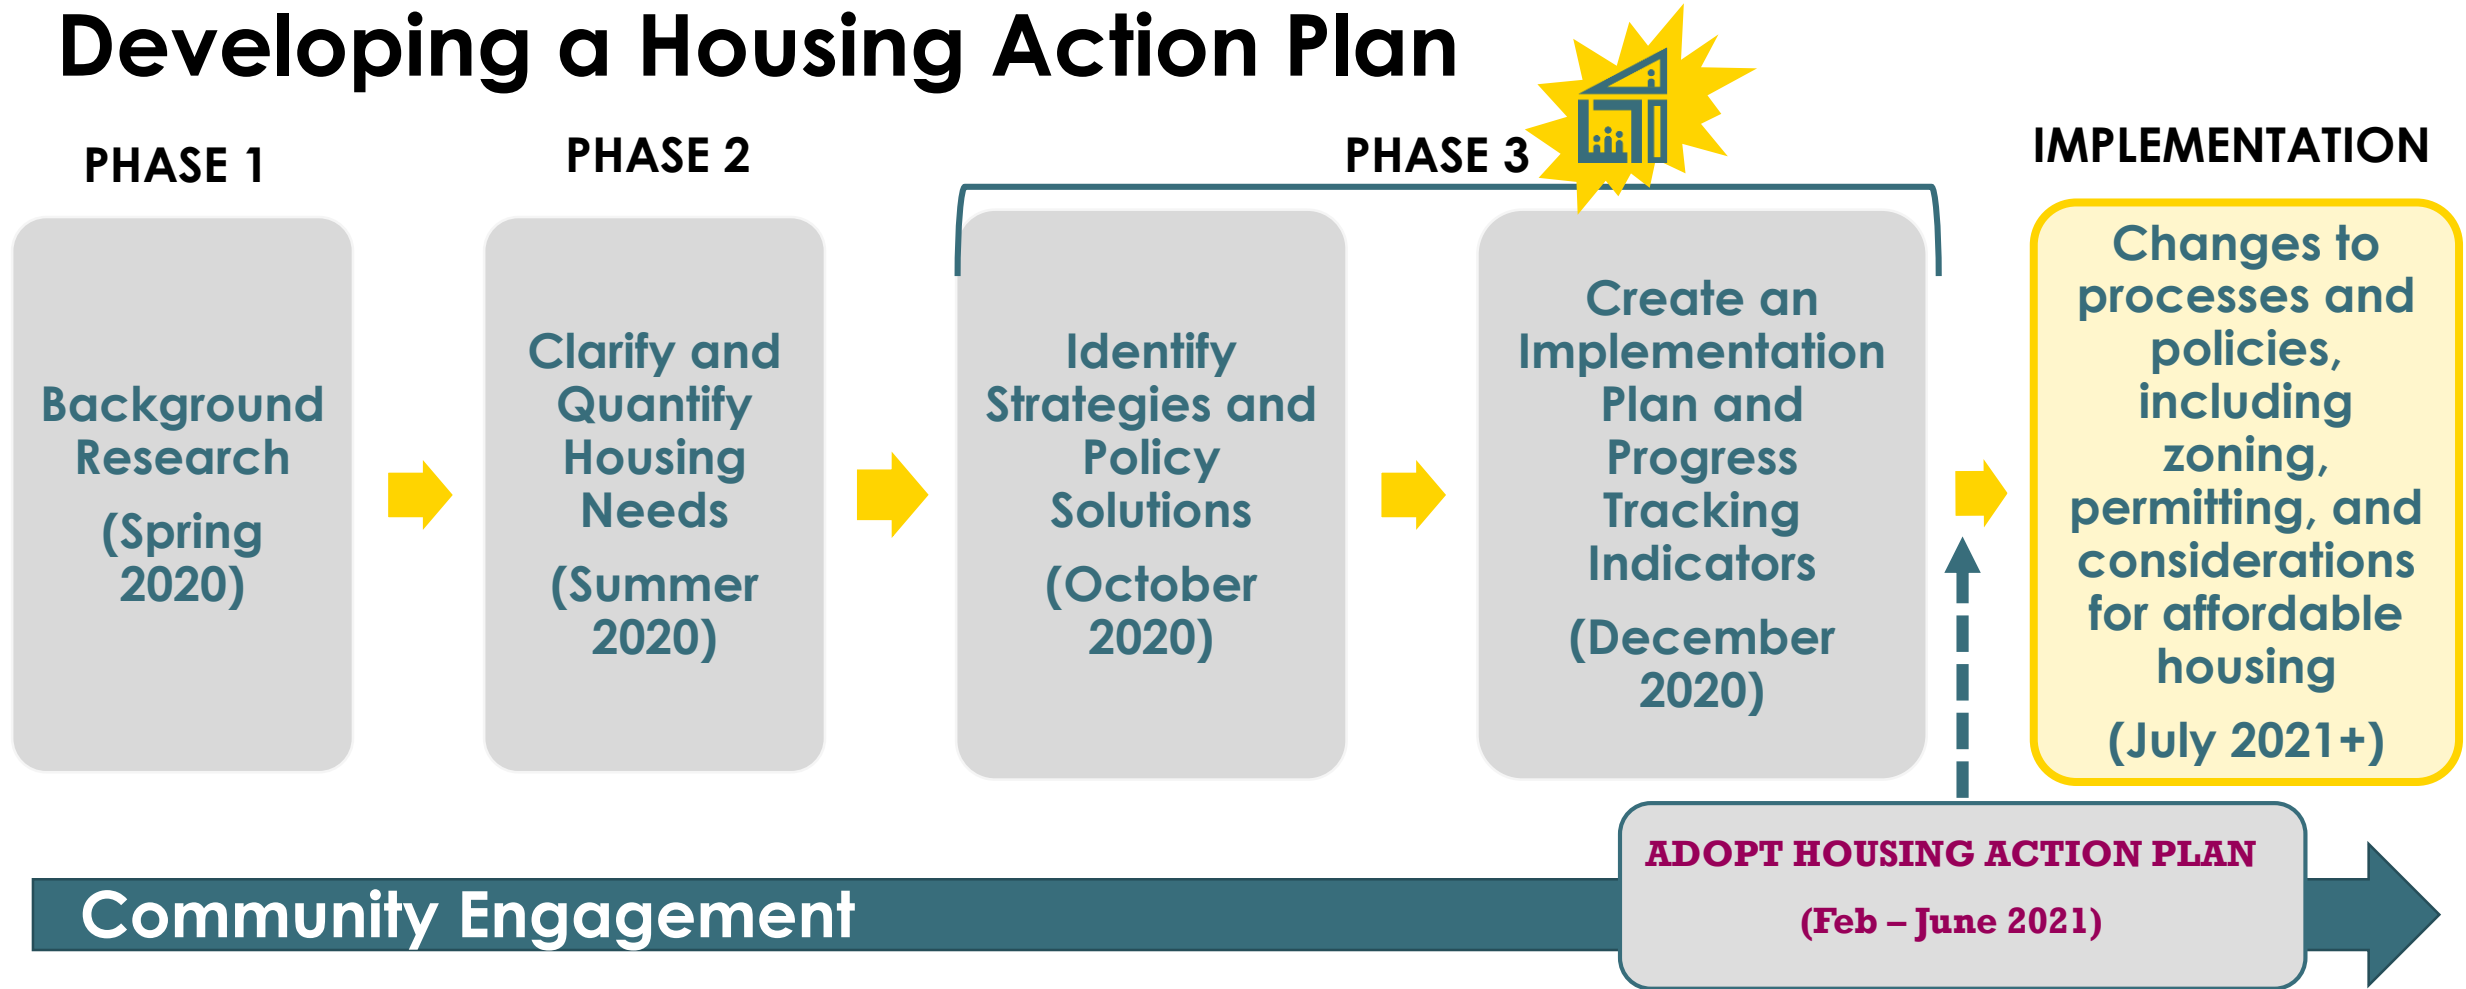 Developing a Housing Action Plan
PHASE 1
Background
Research
(Spring
2020)
PHASE 2
Clarify and
Quantify
Housing
Needs
(Summer
2020)
PHASE 3
Identify
Strategies and
Policy
Solutions
(October
2020)
Create an
Implementation
Plan and
Progress
Tracking
Indicators
(December
2020)
IMPLEMENTATION
Changes to
processes and
policies,
including
zoning,
permitting, and
considerations
for affordable
housing
(July 2021+)
ADOPT HOUSING ACTION PLAN
(Feb – June 2021)
Community Engagement